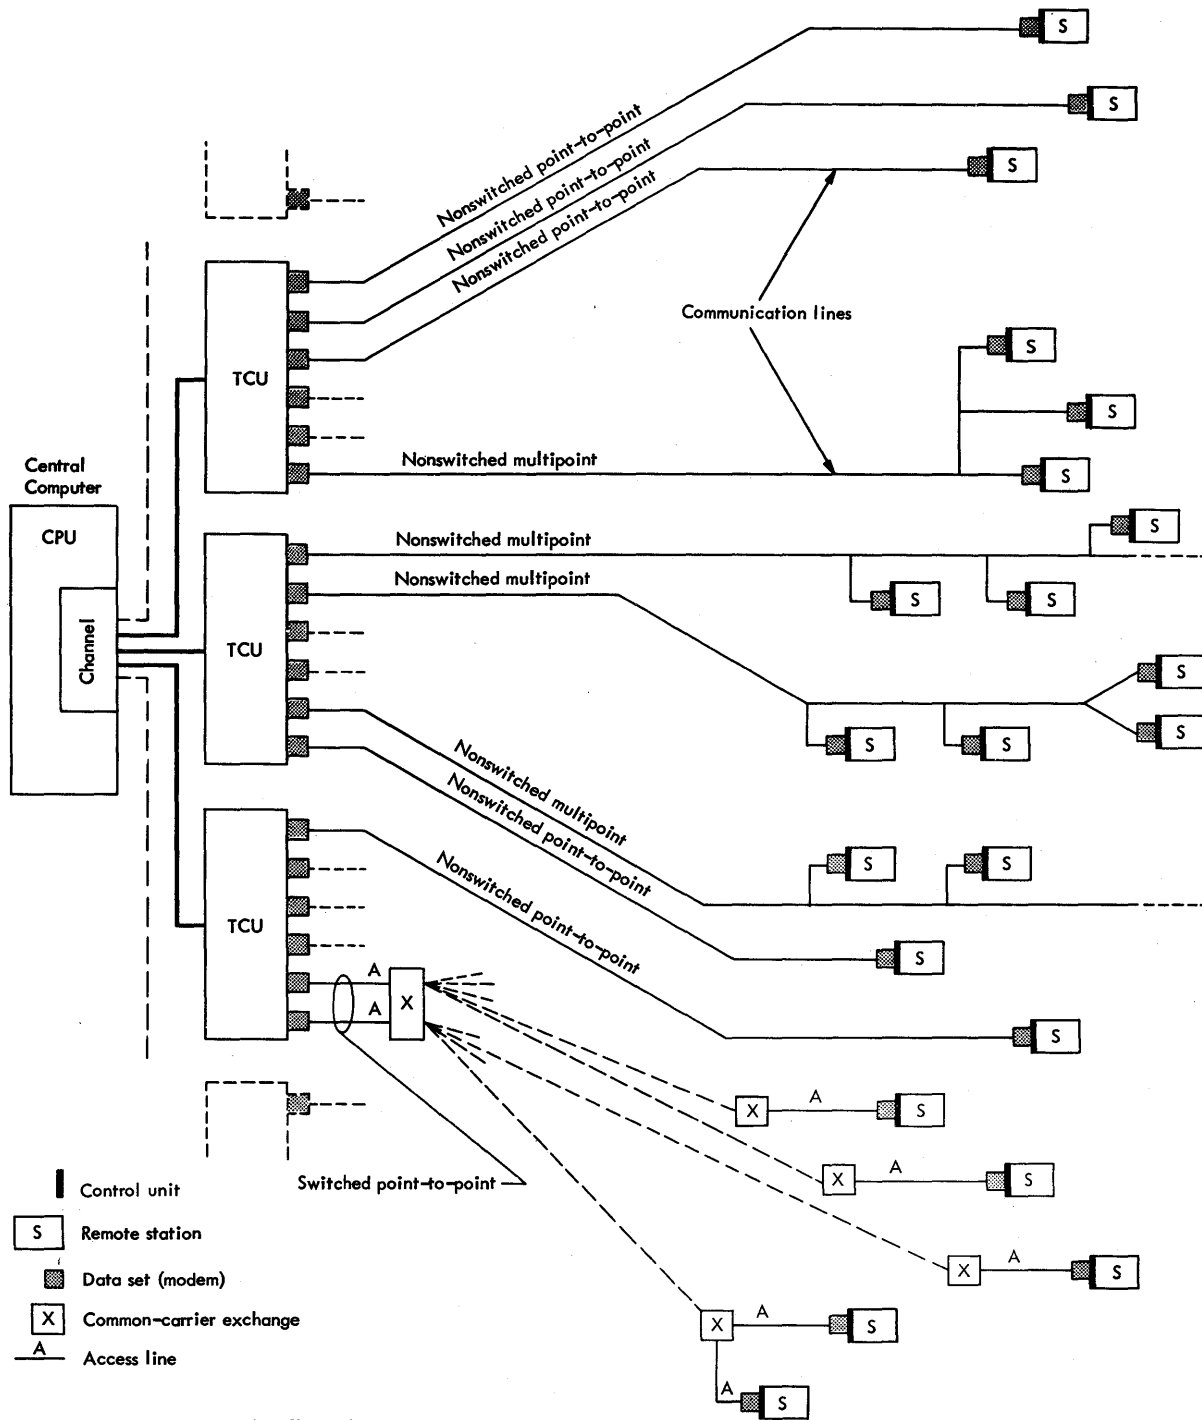 S
S
Nonswitched point-to-point
Nonswitched point-to-point
Nonswitched point-to-point
S
Communication lines
S
TCU
S
Nonswitched multipoint
S
Central
Computer
CPU
Channel
Nonswitched multipoint
S
Nonswitched multipoint
S
S
TCU
S
S
S
S
Nonswitched multipoint
Nonswitched point-to-point
Nonswitched point-to-point
S
S
TCU
S
A
A
X
S
X
A
S
Switched point-to-point
X
A
S
X
A
S
X
A
S
A
S
Control unit
S
Remote station
Data set (modem)
X
Common-carrier exchange
A
Access line